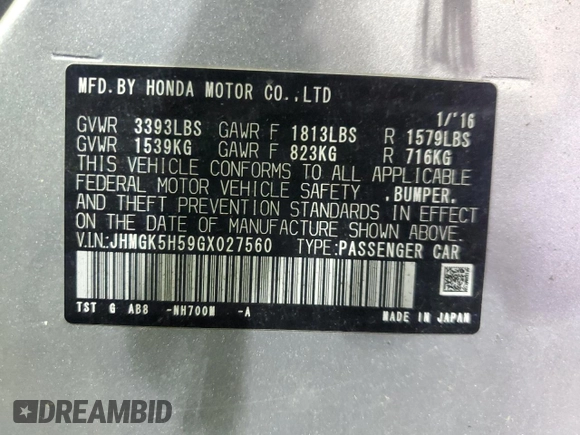 MFD. BY HONDA MOTOR CO., LTD
1/'16
GVWR 3393LBS GAWR F 1813LBS R 1579LBS
GVWR 1539KG GAWR F 823KG R 716KG
THIS VEHICLE CONFORMS TO ALL APPLICABLE
FEDERAL MOTOR VEHICLE SAFETY ,BUMPER,
AND THEFT PREVENTION STANDARDS IN EFFECT
ON THE DATE OF MANUFACTURE SHOWN ABOVE.
V.I.N:JHMGK5H59GX027560 TYPE:PASSENGER CAR
TST G AB8 -NH700M -A
MADE IN JAPAN
DREAMBID